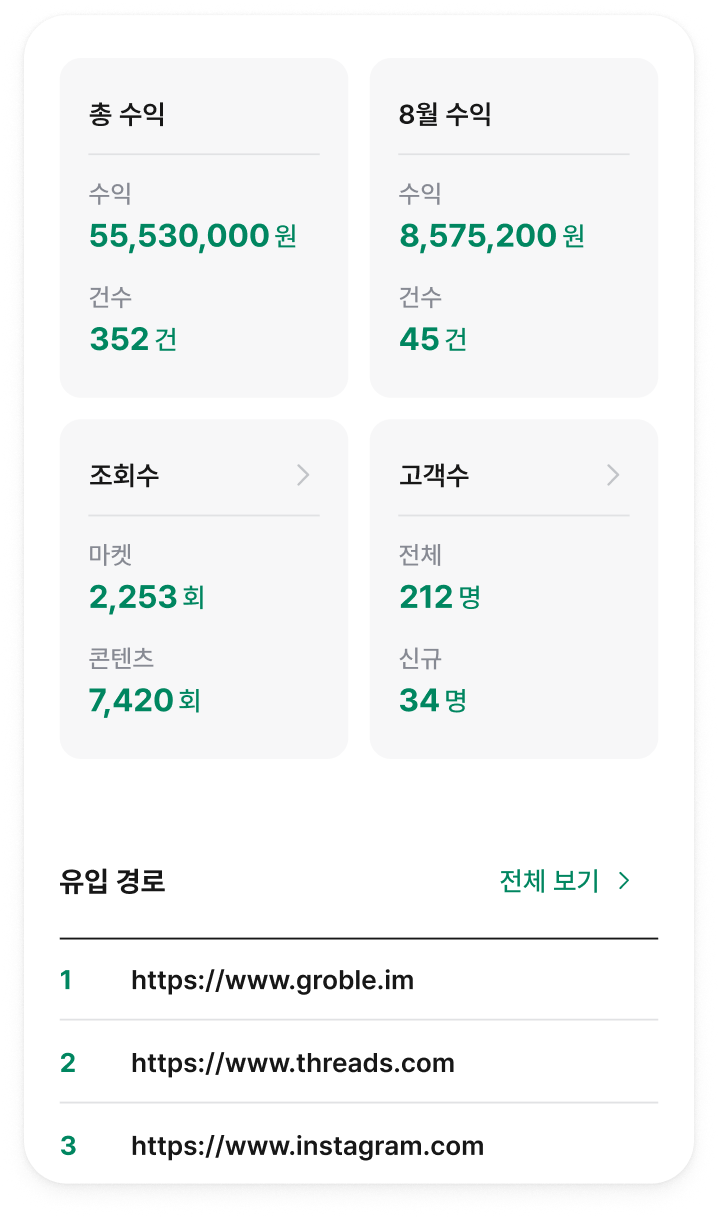 총 수익
수익
55,530,000 원
건수
352 건
8월 수익
수익
8,575,200 원
건수
45 건
조회수
마켓
2,253 회
콘텐츠
7,420 회
고객수
전체
212 명
신규
34 명
유입 경로
전체 보기
1 https://www.groble.im
2 https://www.threads.com
3 https://www.instagram.com